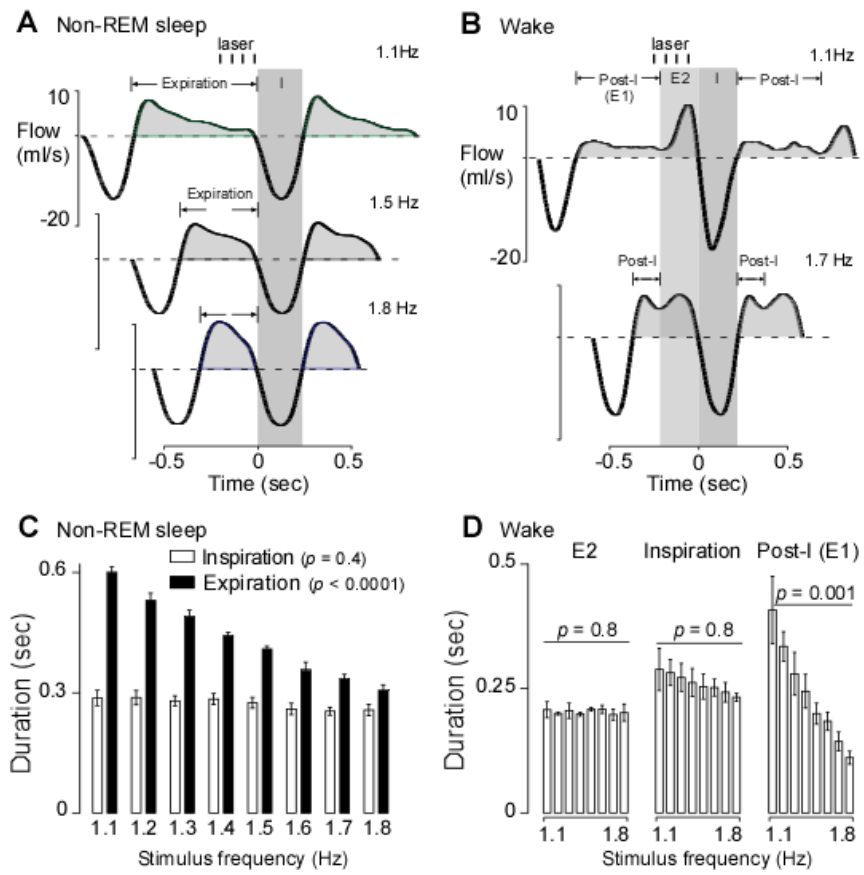 A Non-REM sleep
laser
1.1Hz
Expiration
I
10
Flow
(ml/s)
-20
Expiration
1.5 Hz
1.8 Hz
-0.5 0 0.5
Time (sec)
B Wake
laser
1.1Hz
Post-I
(E1)
E2
I
Post-I
10
Flow
(ml/s)
-20
Post-I
Post-I
1.7 Hz
-0.5 0 0.5
Time (sec)
C Non-REM sleep
Inspiration (p = 0.4)
Expiration (p < 0.0001)
Duration (sec)
0.6
0.3
0
1.1 1.2 1.3 1.4 1.5 1.6 1.7 1.8
Stimulus frequency (Hz)
D Wake
E2 Inspiration Post-I (E1)
p = 0.8 p = 0.8 p = 0.001
Duration (sec)
0.5
0.25
0
1.1 1.8 1.1 1.8 1.1 1.8
Stimulus frequency (Hz)